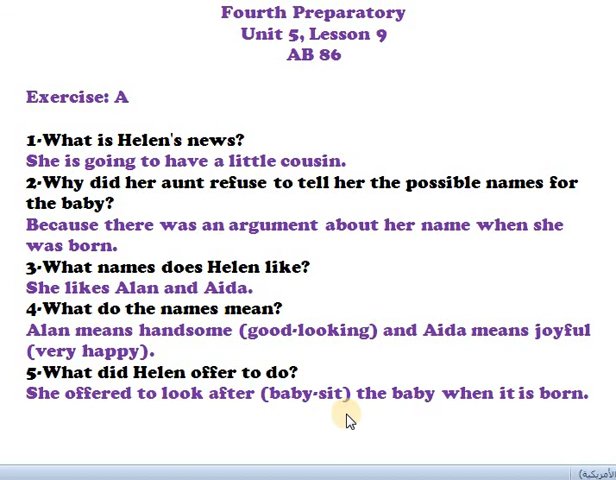 Fourth Preparatory
Unit 5, Lesson 9
AB 86
Exercise: A
1-What is Helen's news?
She is going to have a little cousin.
2-Why did her aunt refuse to tell her the possible names for
the baby?
Because there was an argument about her name when she
was born.
3-What names does Helen like?
She likes Alan and Aida.
4-What do the names mean?
Alan means handsome (good-looking) and Aida means joyful
(very happy).
5-What did Helen offer to do?
She offered to look after (baby-sit) the baby when it is born.